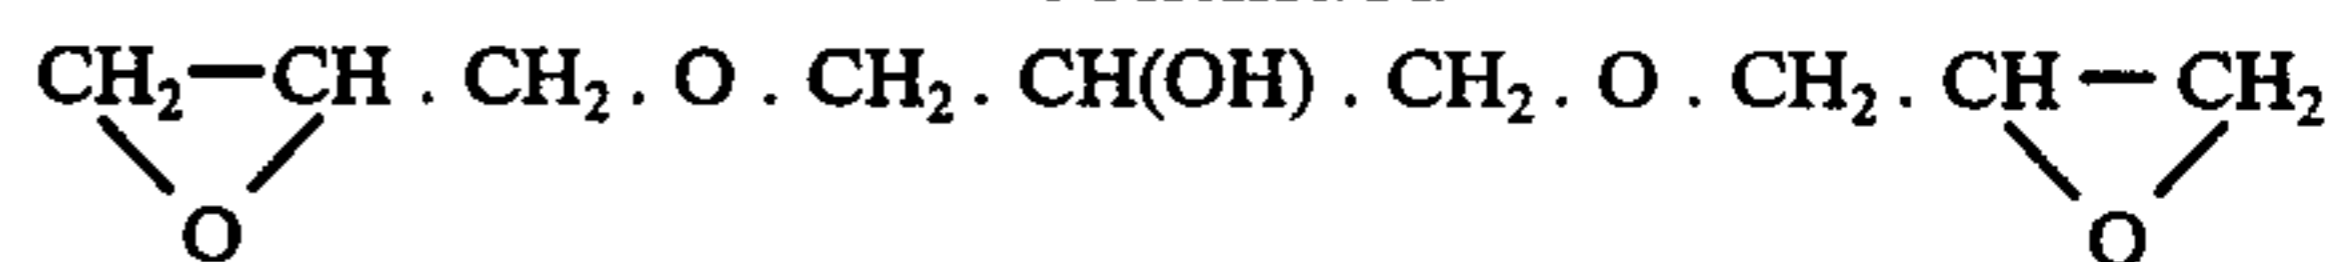 CH₂—CH . CH₂ . O . CH₂ . CH(OH) . CH₂ . O . CH₂ . CH—CH₂
O O